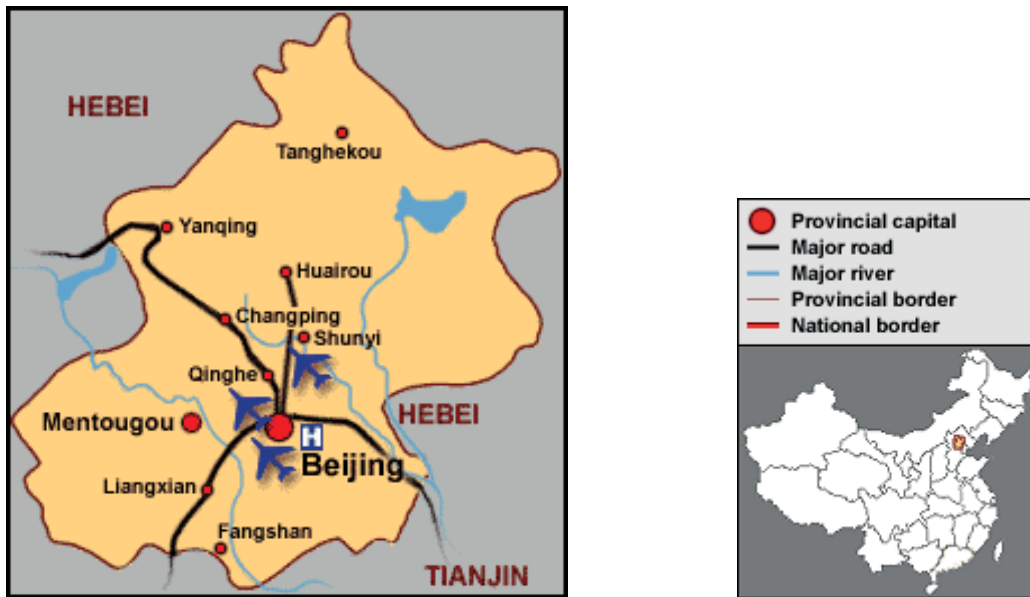 HEBEI
Tanghekou
Yanqing
Huairou
Changping
Shunyi
Qinghe
Mentougou
HEBEI
H
Beijing
Liangxian
Fangshan
TIANJIN
Provincial capital
Major road
Major river
Provincial border
National border